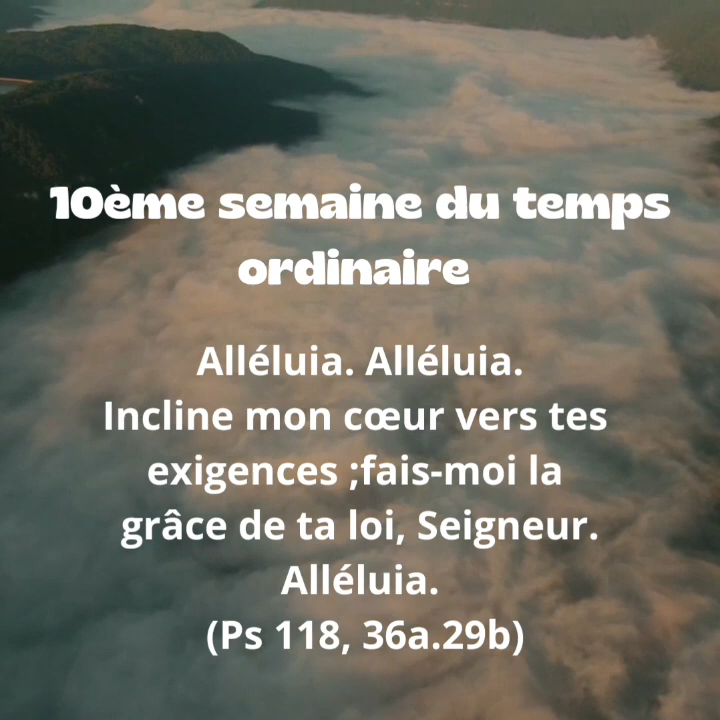 10ème semaine du temps
ordinaire
Alléluia. Alléluia.
Incline mon cœur vers tes
exigences ;fais-moi la
grâce de ta loi, Seigneur.
Alléluia.
(Ps 118, 36a.29b)